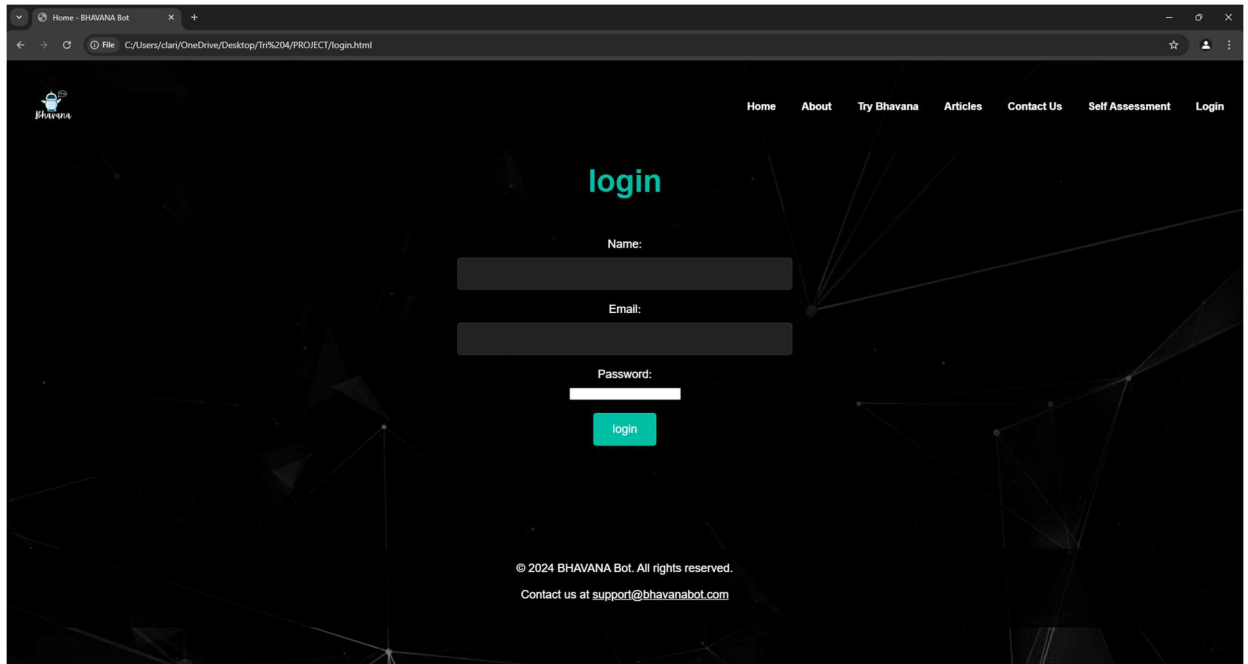 Home - BHAVANA Bot
File C:/Users/clari/OneDrive/Desktop/Tri%204/PROJECT/login.html
Bhavana
Home About Try Bhavana Articles Contact Us Self Assessment Login
login
Name:
Email:
Password:
login
© 2024 BHAVANA Bot. All rights reserved.
Contact us at support@bhavanabot.com